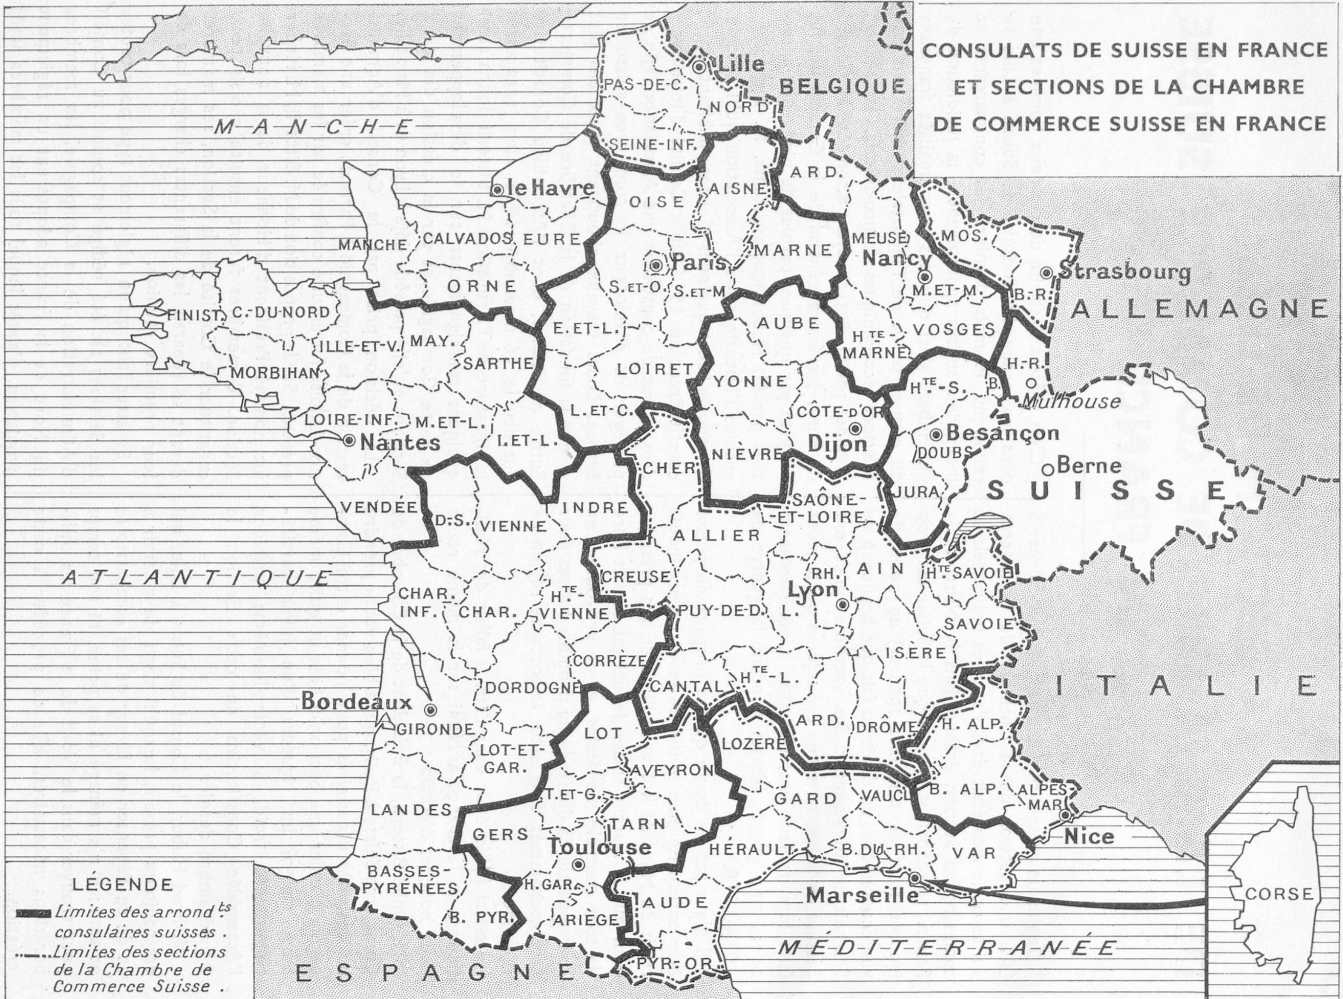 CONSULATS DE SUISSE EN FRANCE
ET SECTIONS DE LA CHAMBRE
DE COMMERCE SUISSE EN FRANCE
Lille
BELGIQUE
PAS-DE-C.
NORD
MANCHE
SEINE-INF.
ARD.
le Havre
AISNE
OISE
MANCHE
CALVADOS
EURE
MARNE
MEUSE
MOS.
Nancy
Paris
Strasbourg
ORNE
S.ET-O.
S.ET-M
M.ET-M.
B.-R.
ALLEMAGNE
FINIST.
C.-DU-NORD
E.ET-L.
AUBE
VOSGES
I.
ILLE-ET-V.
MAY.
HTE-
MARNE
SARTHE
LOIRET
H.-R.
MORBIHAN
YONNE
HTE-S.
B.
Mulhouse
LOIRE-INF.
M.ET-L.
L.ET-C.
CÔTE-D'OR
Nantes
I.ET-L.
Dijon
Besançon
DOUBS
NIÈVRE
CHER
Berne
SUISSE
VENDÉE
D.-S.
VIENNE
INDRE
SAÔNE-
ET-LOIRE
JURA
ALLIER
ATLANTIQUE
CREUSE
RH.
AIN
HTE SAVOIE
Lyon
CHAR.
INF.
CHAR.
HTE-
VIENNE
PUY-DE-D.
L.
SAVOIE
ISÈRE
CORRÈZE
DORDOGNE
CANTAL
HTE-L.
ITALIE
Bordeaux
GIRONDE
LOT
ARD.
DRÔME
H. ALP.
LOT-ET-
GAR.
LOZÈRE
AVEYRON
LANDES
T.ET-G.
GARD
VAUCL
B. ALP.
ALPES
MAR.
GERS
TARN
Nice
Toulouse
HÉRAULT
B.DU-RH.
VAR
BASSES-
PYRÉNÉES
H.GAR.
Marseille
CORSE
AUDE
B. PYR.
ARIÈGE
MÉDITERRANÉE
PYR-OR.
ESPAGNE
LÉGENDE
Limites des arrondts
consulaires suisses.
Limites des sections
de la Chambre de
Commerce Suisse.